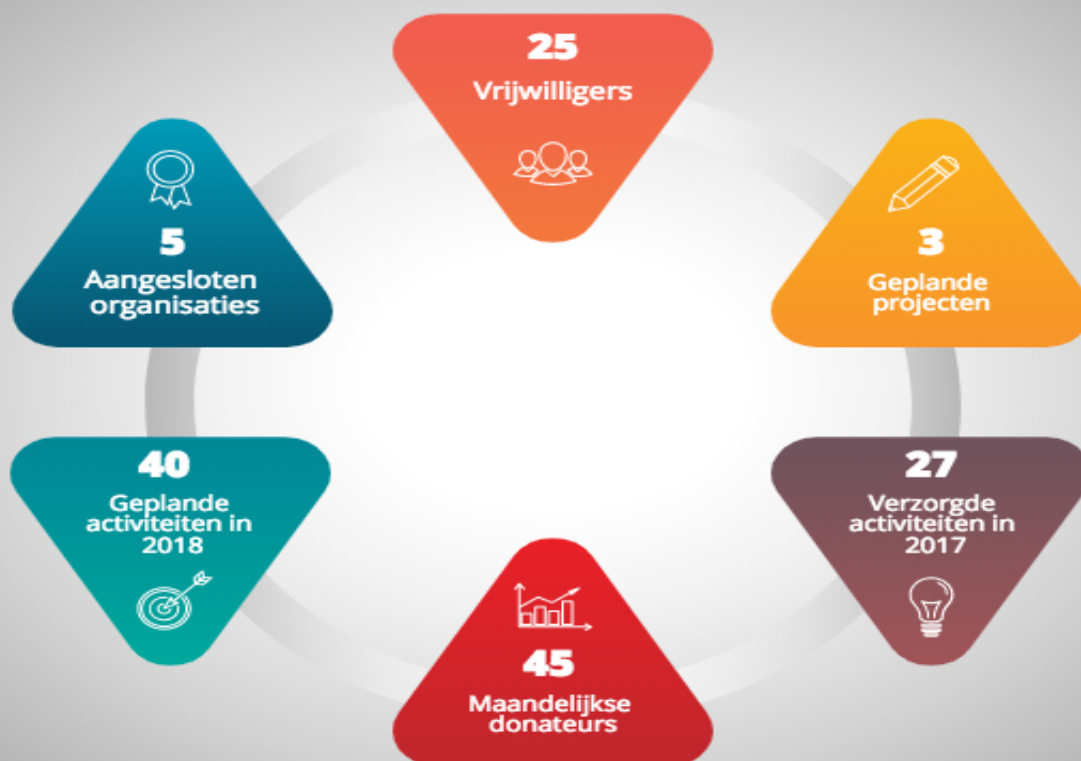 25
Vrijwilligers
5
Aangesloten
organisaties
3
Geplande
projecten
40
Geplande
activiteiten in
2018
27
Verzorgde
activiteiten in
2017
45
Maandelijkse
donateurs